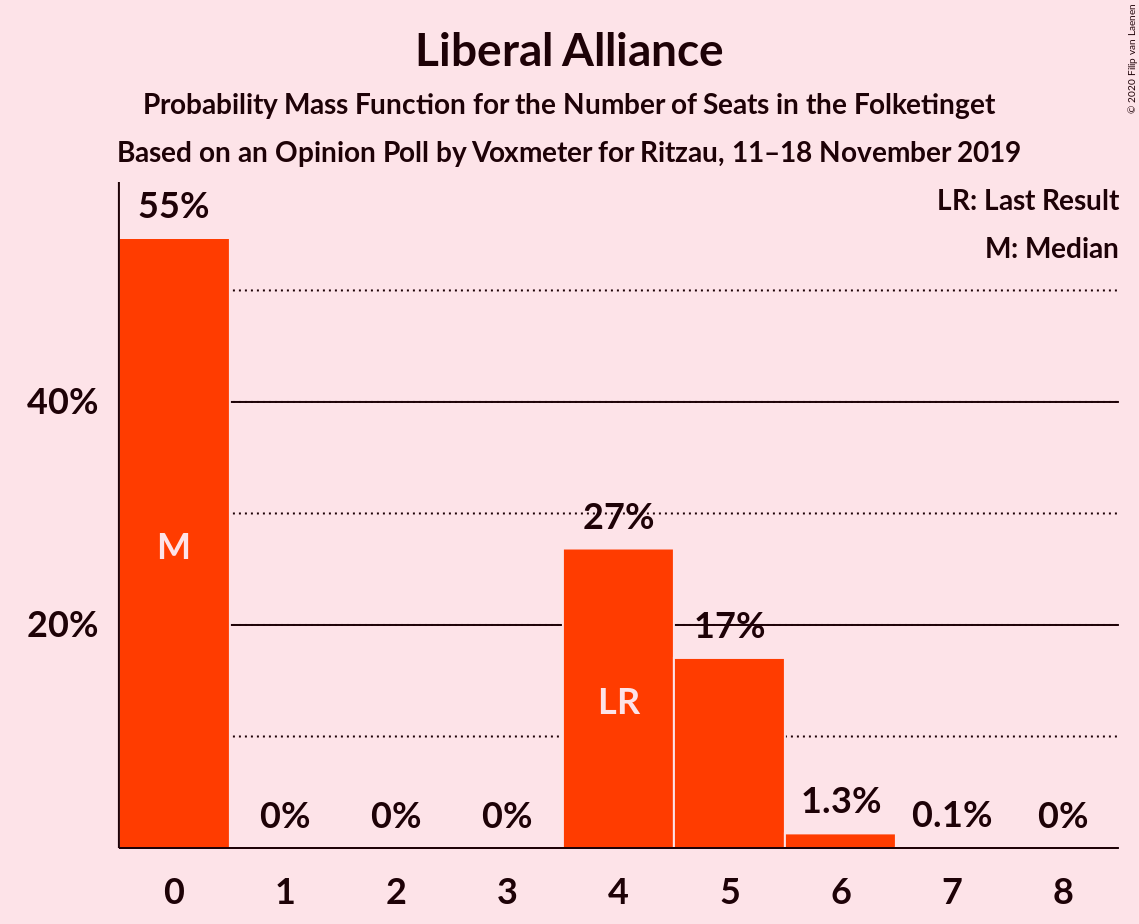 Liberal Alliance
Probability Mass Function for the Number of Seats in the Folketinget
Based on an Opinion Poll by Voxmeter for Ritzau, 11–18 November 2019
© 2020 Filip van Laenen
LR: Last Result
M: Median
55%
40%
20%
M
0%
0%
0%
27%
LR
17%
1.3%
0.1%
0%
0
1
2
3
4
5
6
7
8